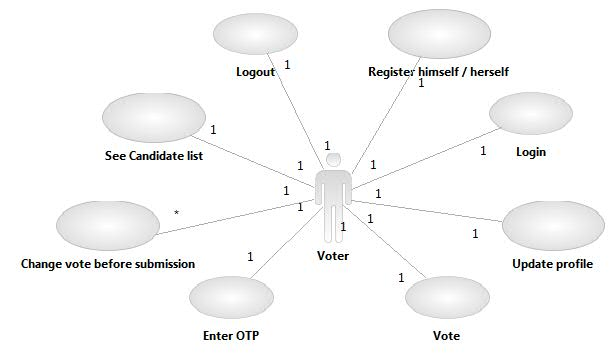 Logout
1
Register himself / herself
1
1
See Candidate list
1
1
1
1
Login
1
*
1
1
1
1
1
Change vote before submission
Voter
1
Update profile
1
1
Enter OTP
Vote